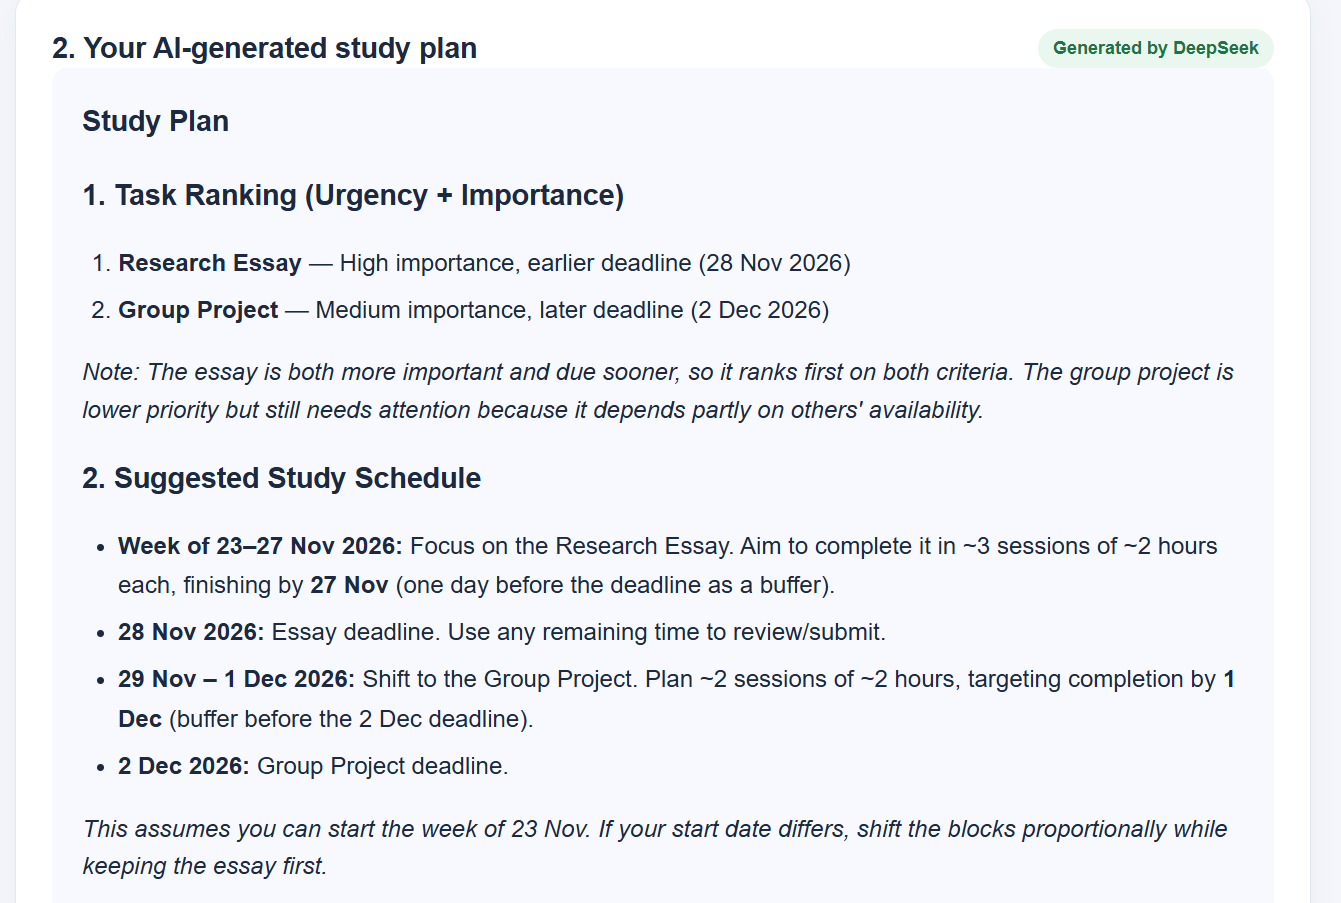 2. Your AI-generated study plan
Generated by DeepSeek
Study Plan
1. Task Ranking (Urgency + Importance)
1. Research Essay — High importance, earlier deadline (28 Nov 2026)
2. Group Project — Medium importance, later deadline (2 Dec 2026)
Note: The essay is both more important and due sooner, so it ranks first on both criteria. The group project is
lower priority but still needs attention because it depends partly on others' availability.
2. Suggested Study Schedule
• Week of 23–27 Nov 2026: Focus on the Research Essay. Aim to complete it in ~3 sessions of ~2 hours
each, finishing by 27 Nov (one day before the deadline as a buffer).
• 28 Nov 2026: Essay deadline. Use any remaining time to review/submit.
• 29 Nov – 1 Dec 2026: Shift to the Group Project. Plan ~2 sessions of ~2 hours, targeting completion by 1
Dec (buffer before the 2 Dec deadline).
• 2 Dec 2026: Group Project deadline.
This assumes you can start the week of 23 Nov. If your start date differs, shift the blocks proportionally while
keeping the essay first.